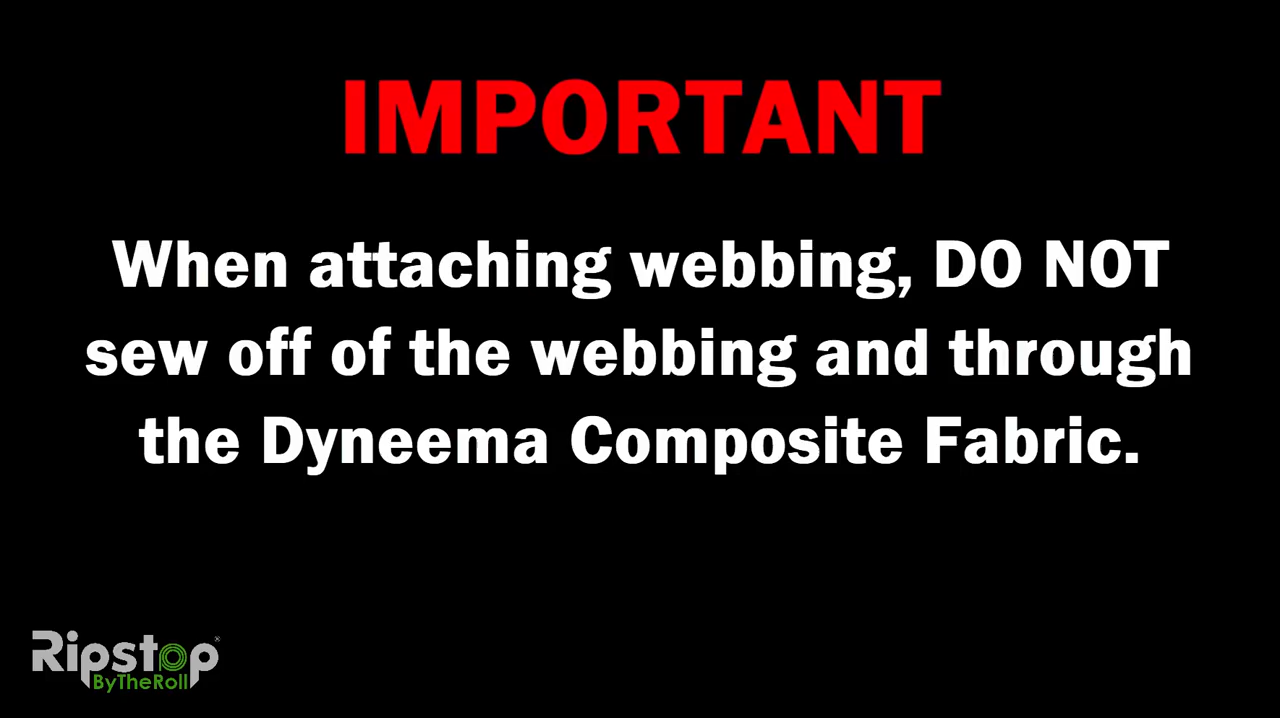 IMPORTANT
When attaching webbing, DO NOT
sew off of the webbing and through
the Dyneema Composite Fabric.
Ripstop®
ByTheRoll